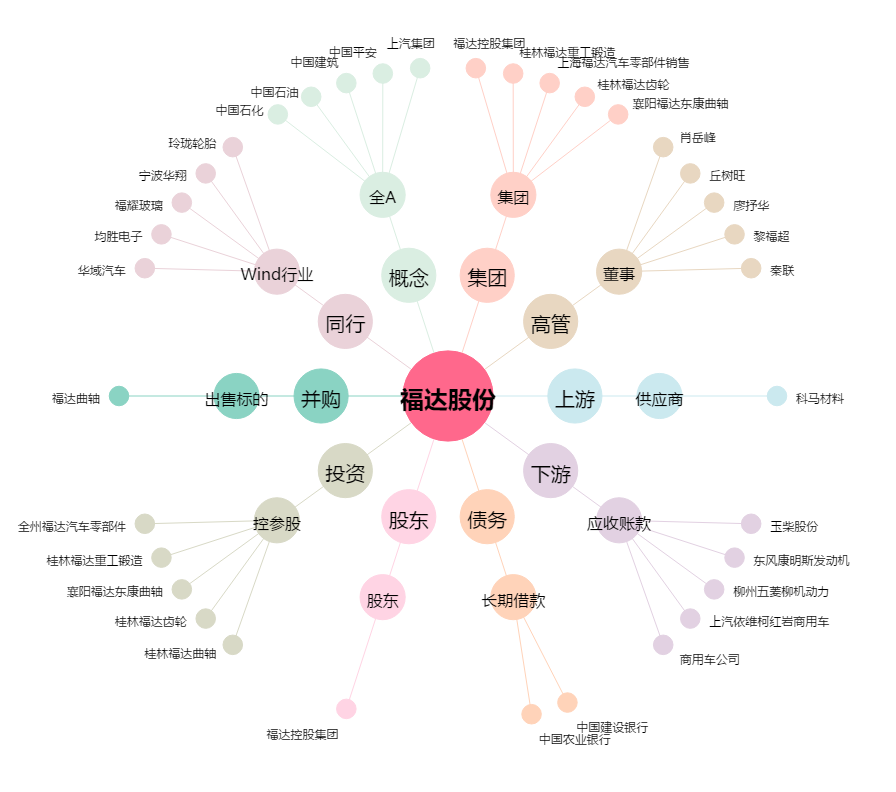 上汽集团
福达控股集团
中国平安
桂林福达重工锻造
中国建筑
上海福达汽车零部件销售
中国石油
桂林福达齿轮
中国石化
襄阳福达东康曲轴
玲珑轮胎
肖岳峰
宁波华翔
丘树旺
全A
集团
福耀玻璃
廖抒华
均胜电子
黎福超
华域汽车
Wind行业
概念
集团
董事
秦联
同行
高管
福达曲轴
出售标的
并购
福达股份
上游
供应商
科马材料
投资
下游
全州福达汽车零部件
控参股
股东
债务
应收账款
玉柴股份
桂林福达重工锻造
东风康明斯发动机
襄阳福达东康曲轴
柳州五菱柳机动力
股东
长期借款
桂林福达齿轮
上汽依维柯红岩商用车
桂林福达曲轴
商用车公司
福达控股集团
中国建设银行
中国农业银行